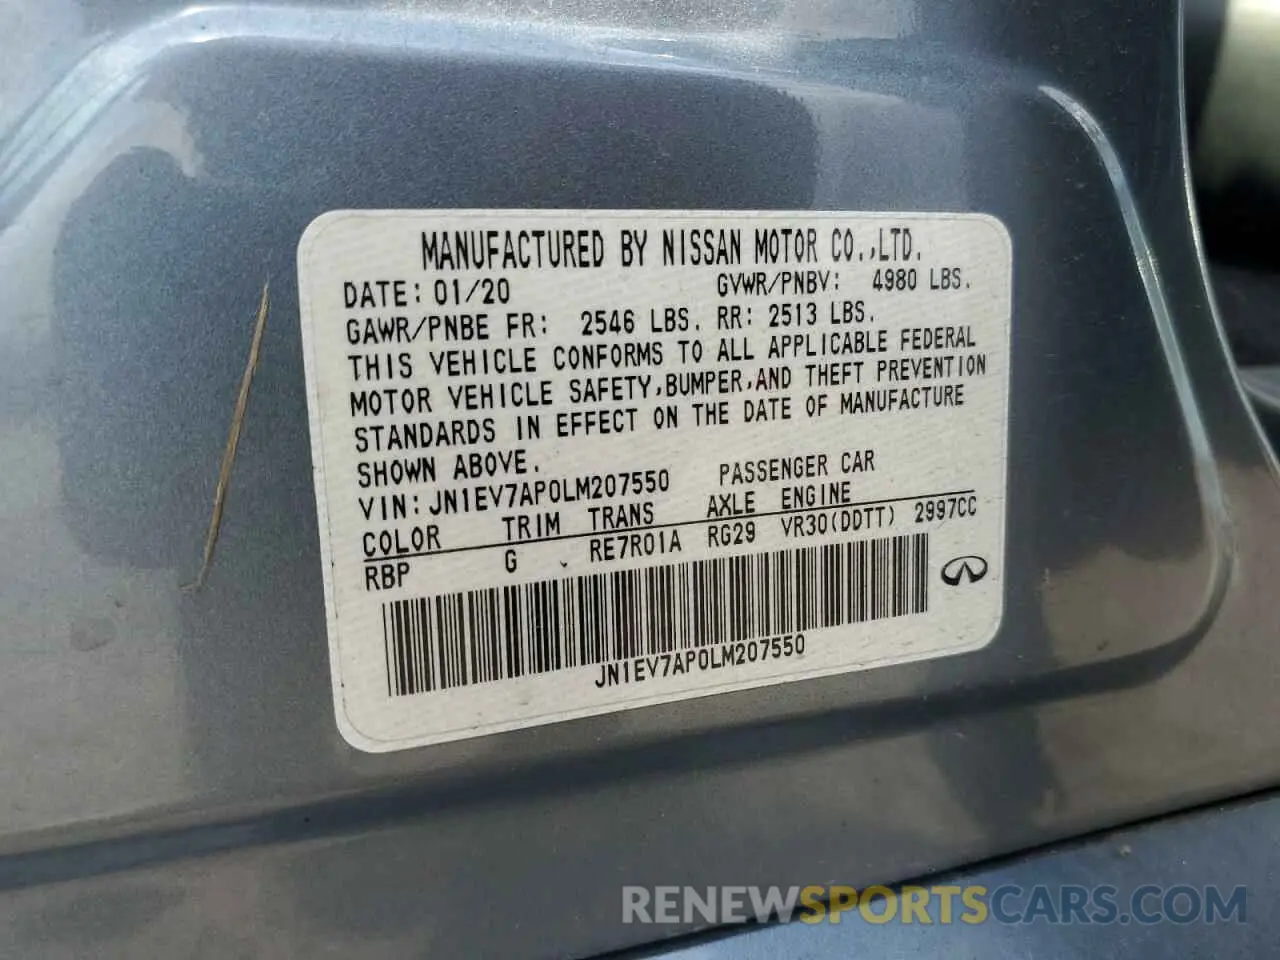 MANUFACTURED BY NISSAN MOTOR CO.,LTD.
DATE: 01/20 GVWR/PNBV: 4980 LBS.
GAWR/PNBE FR: 2546 LBS. RR: 2513 LBS.
THIS VEHICLE CONFORMS TO ALL APPLICABLE FEDERAL
MOTOR VEHICLE SAFETY, BUMPER, AND THEFT PREVENTION
STANDARDS IN EFFECT ON THE DATE OF MANUFACTURE
SHOWN ABOVE.
VIN: JN1EV7AP0LM207550 PASSENGER CAR
COLOR TRIM TRANS AXLE ENGINE
RBP G RE7R01A RG29 VR30(DDTT) 2997CC
JN1EV7AP0LM207550
RENEWSPORTSCARS.COM